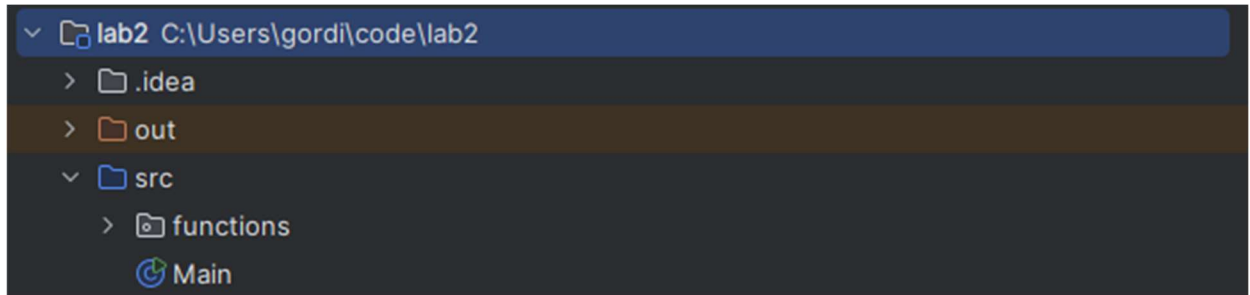 lab2 C:\Users\gordi\code\lab2
.idea
out
src
functions
Main